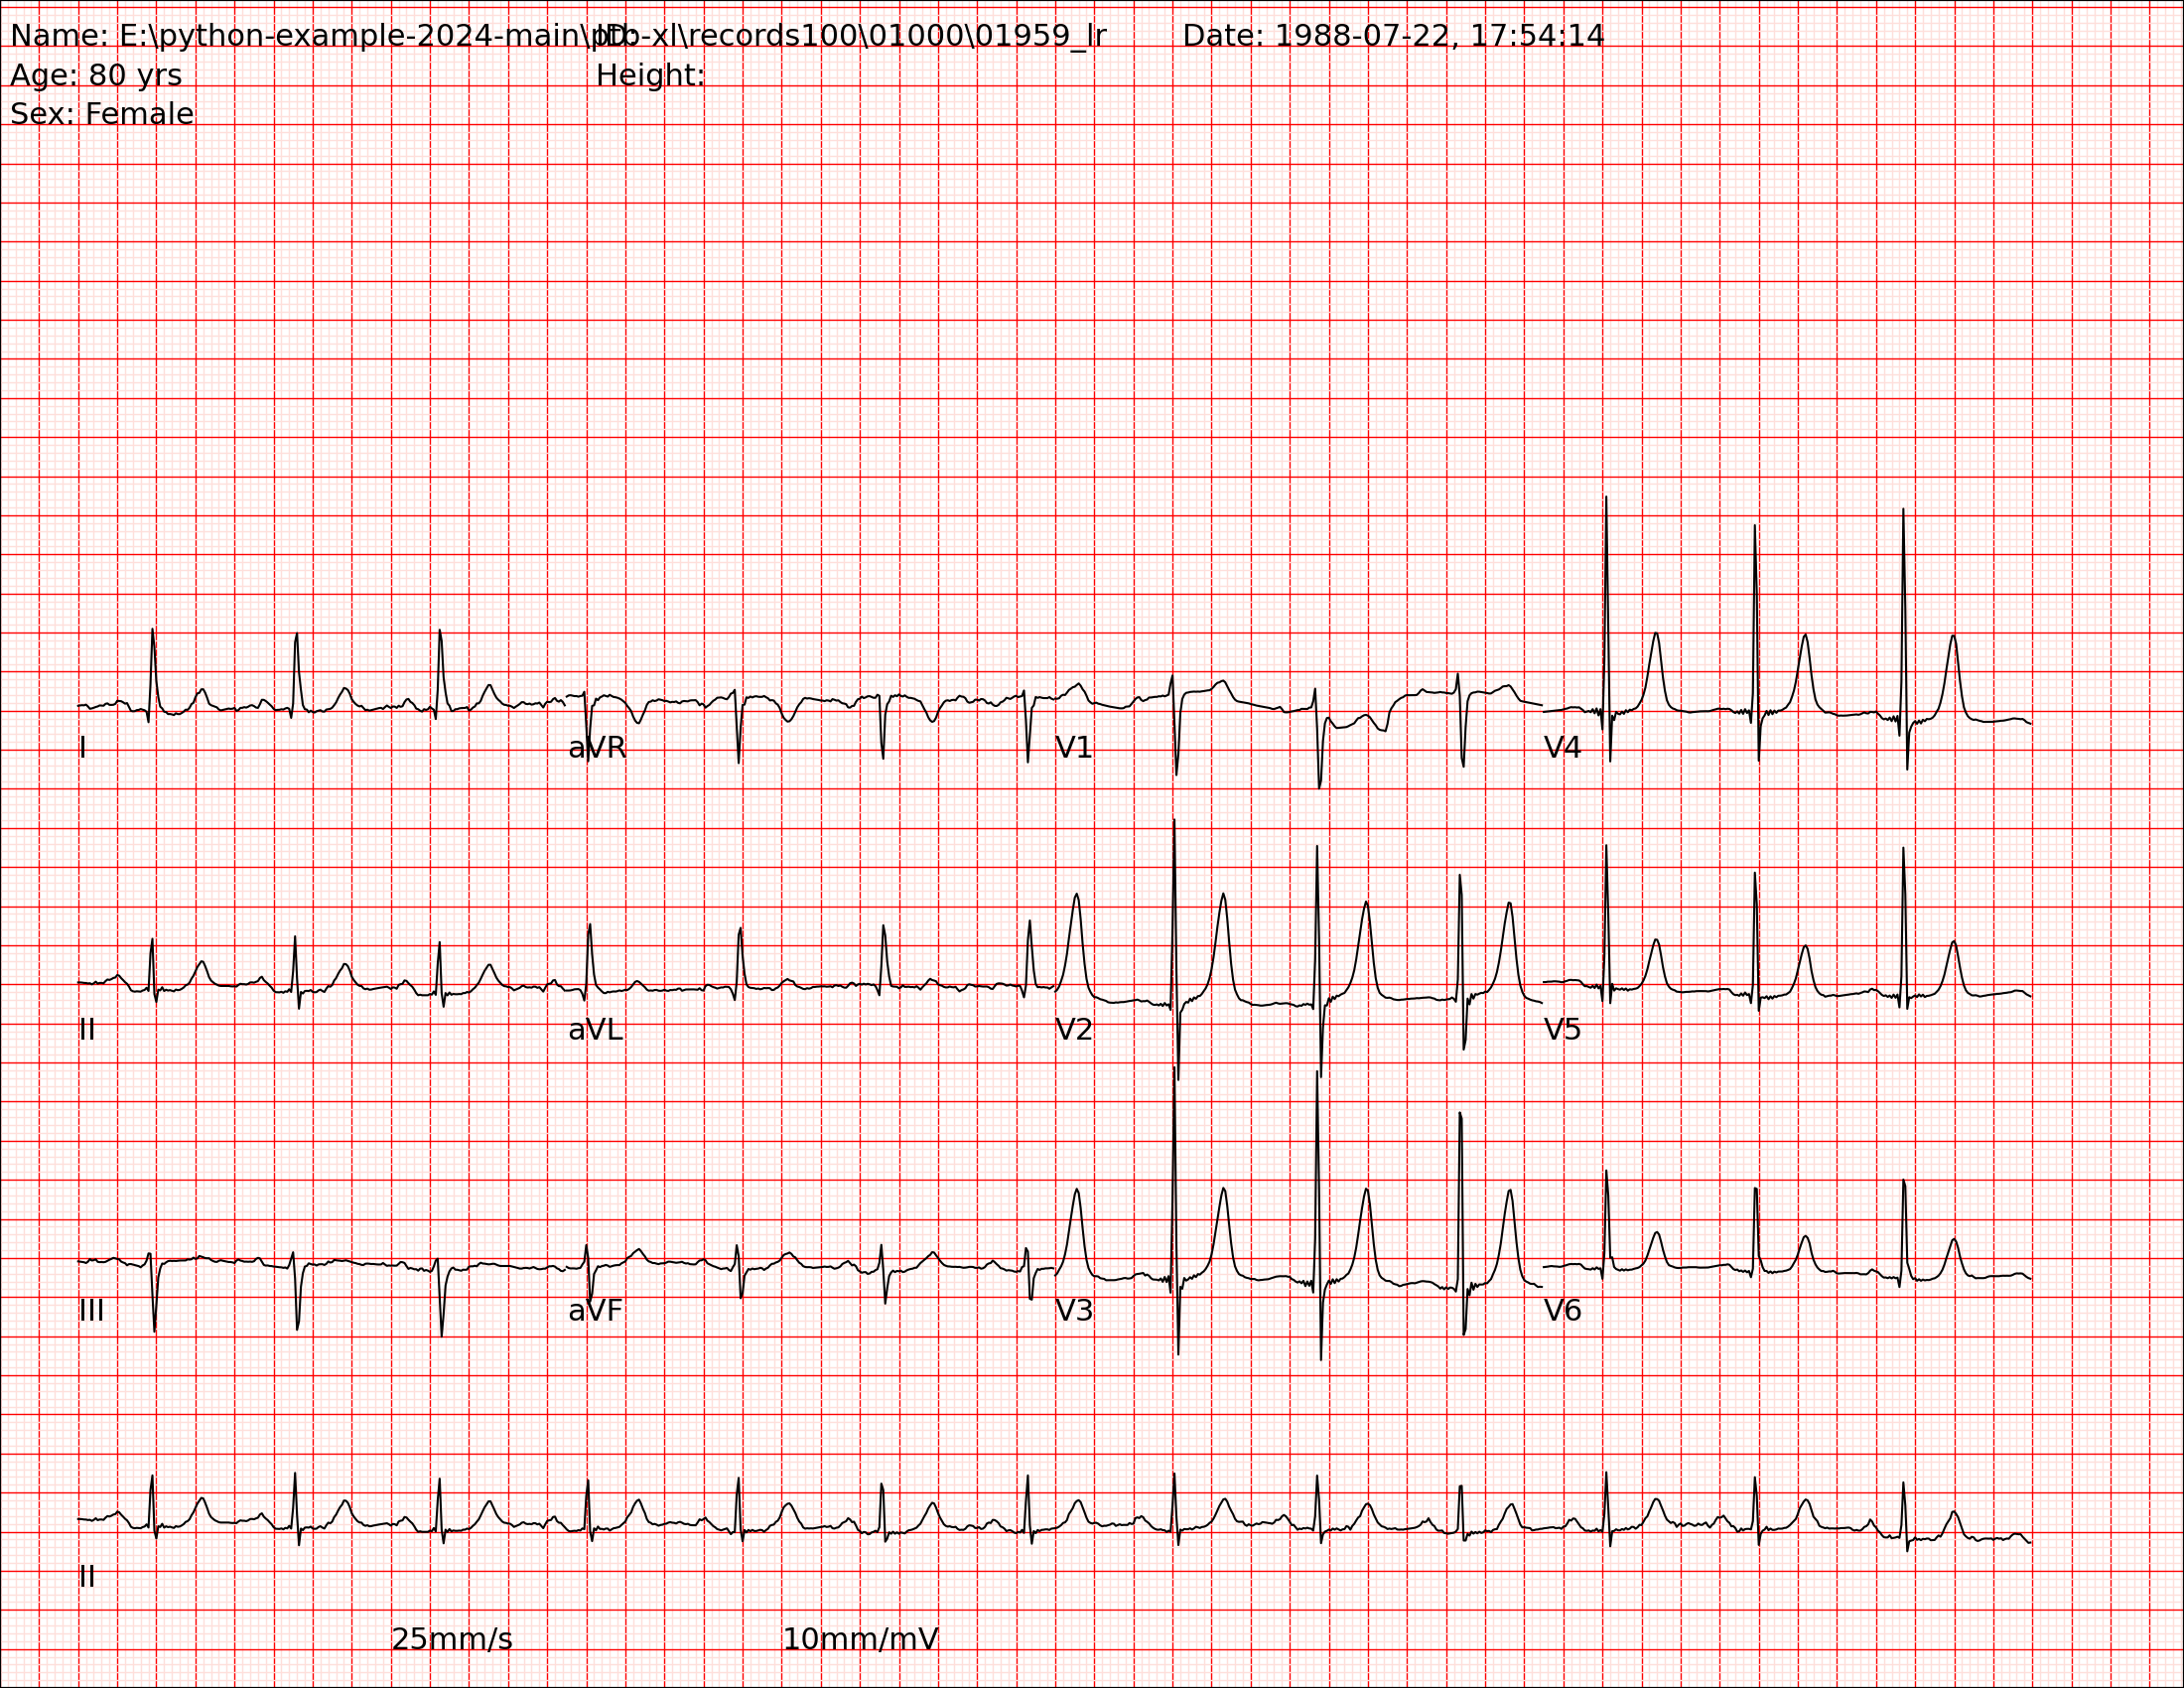 Name: E:\python-example-2024-main\ptb-xl\records100\01000\01959_lr ID: Date: 1988-07-22, 17:54:14
Age: 80 yrs Height:
Sex: Female
I aVR V1 V4
II aVL V2 V5
III aVF V3 V6
II
25mm/s 10mm/mV